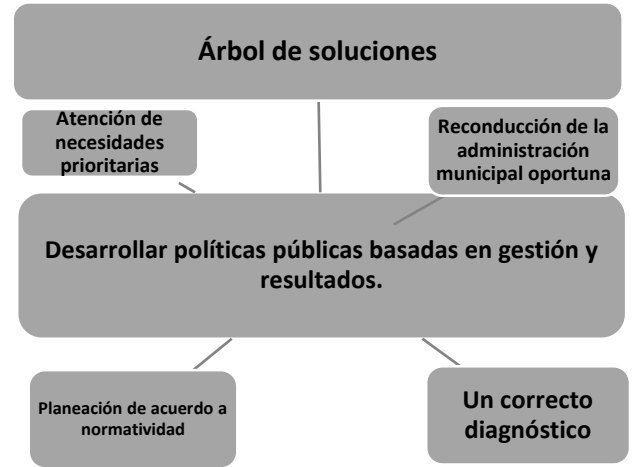 Árbol de soluciones
Atención de
necesidades
prioritarias
Reconducción de la
administración
municipal oportuna
Desarrollar políticas públicas basadas en gestión y
resultados.
Planeación de acuerdo a
normatividad
Un correcto
diagnóstico